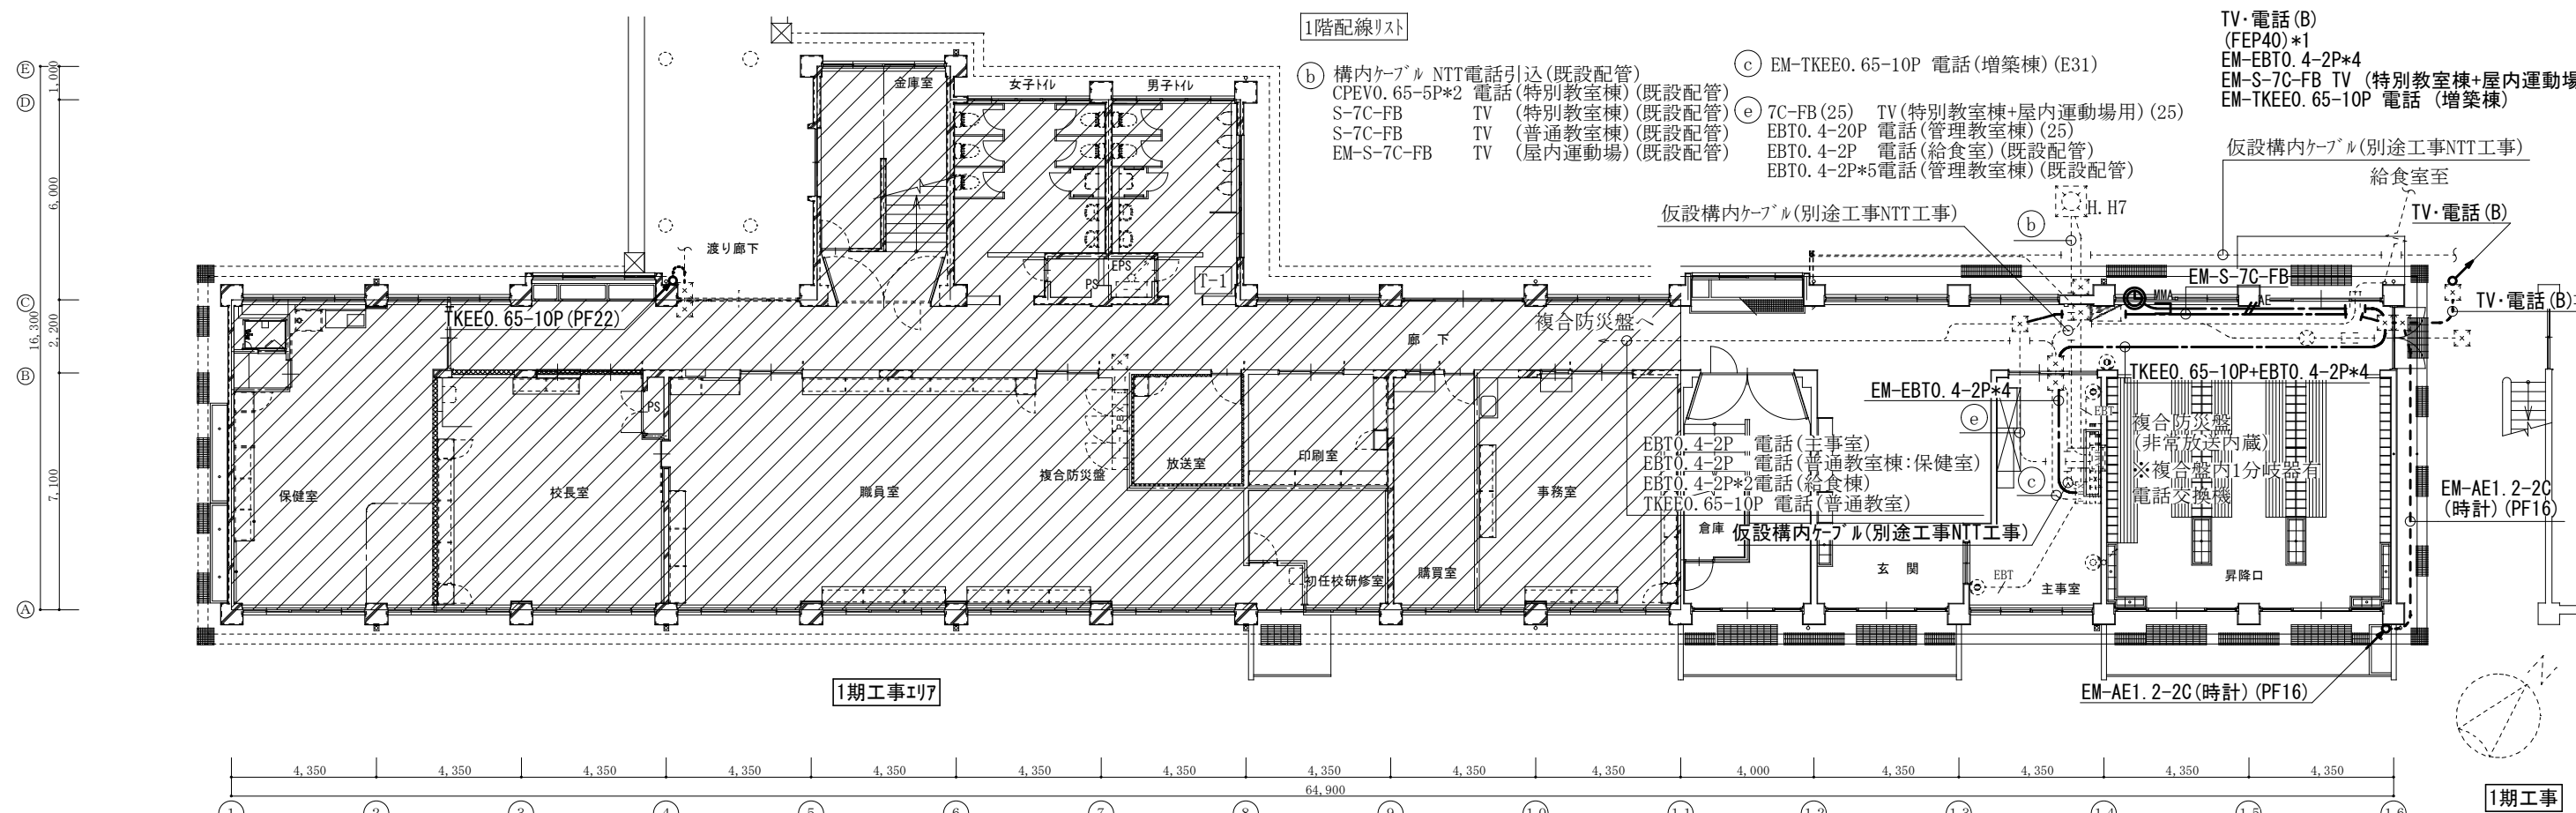 1階配線リスト
b 構内ケーブル NTT電話引込(既設配管)
CPEV0.65-5P*2 電話(特別教室棟)(既設配管)
S-7C-FB TV (特別教室棟)(既設配管)
S-7C-FB TV (普通教室棟)(既設配管)
EM-S-7C-FB TV (屋内運動場)(既設配管)
c EM-TKEE0.65-10P 電話(増築棟)(E31)
e 7C-FB(25) TV(特別教室棟+屋内運動場用)(25)
EBT0.4-20P 電話(管理教室棟)(25)
EBT0.4-2P 電話(給食室)(既設配管)
EBT0.4-2P*5電話(管理教室棟)(既設配管)
TV・電話(B)
(FEP40)*1
EM-EBT0.4-2P*4
EM-S-7C-FB TV (特別教室棟+屋内運動場
EM-TKEE0.65-10P 電話 (増築棟)
仮設構内ケーブル(別途工事NTT工事)
給食室至
TV・電話(B)
仮設構内ケーブル(別途工事NTT工事)
H.H7
b
E
D
C
B
A
1,000
6,000
16,300
2,200
7,100
金庫室
女子トイレ
男子トイレ
渡り廊下
EPS
PS
T-1
EM-S-7C-FB
MMA
AE
TV・電話(B)
TKEE0.65-10P(PF22)
複合防災盤へ
廊 下
TKEE0.65-10P+EBT0.4-2P*4
EM-EBT0.4-2P*4
PS
PBX
EBT
e
複合防災盤
(非常放送内蔵)
※複合盤内1分岐器有
電話交換機
EBT0.4-2P 電話(主事室)
EBT0.4-2P 電話(普通教室棟:保健室)
EBT0.4-2P*2電話(給食棟)
TKEE0.65-10P 電話(普通教室)
c
仮設構内ケーブル(別途工事NTT工事)
EM-AE1.2-2C
(時計)(PF16)
保健室
校長室
職員室
複合防災盤
放送室
印刷室
事務室
倉庫
初任校研修室
購買室
玄 関
EBT
主事室
昇降口
1期工事エリア
EM-AE1.2-2C(時計)(PF16)
4,350
4,350
4,350
4,350
4,350
4,350
4,350
4,350
4,350
4,350
4,000
4,350
4,350
4,350
4,350
64,900
1
2
3
4
5
6
7
8
9
10
11
12
13
14
15
16
1期工事